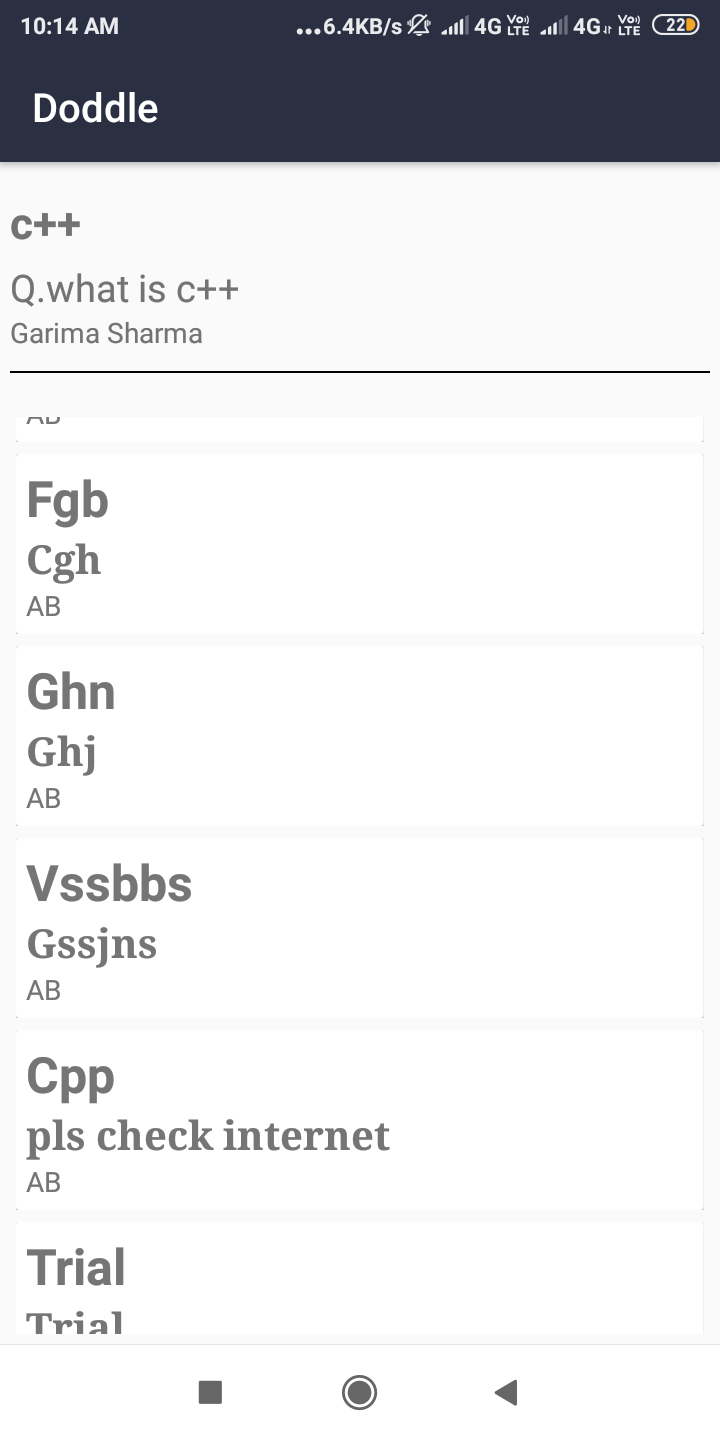 10:14 AM ...6.4KB/s 4G Vo) LTE 4G Vo) LTE 22
Doddle
c++
Q.what is c++
Garima Sharma
AB
Fgb
Cgh
AB
Ghn
Ghj
AB
Vssbbs
Gssjns
AB
Cpp
pls check internet
AB
Trial
Trial